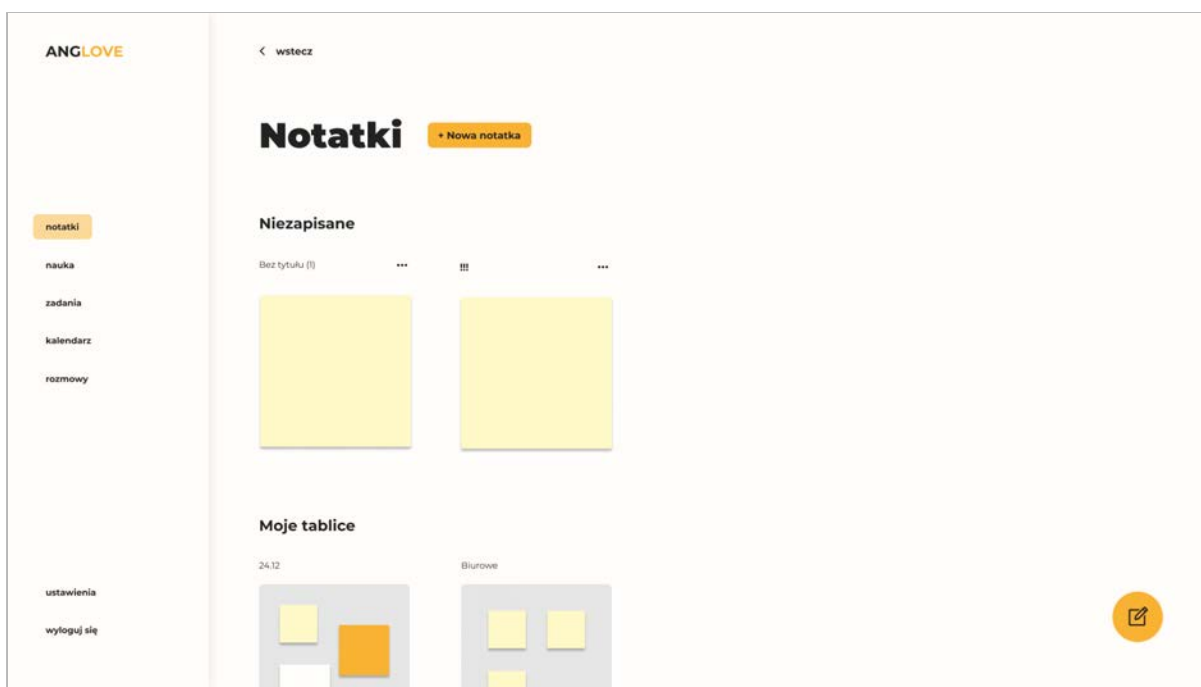 ANGLOVE
notatki
nauka
zadania
kalendarz
rozmowy
ustawienia
wyloguj się
< wstecz
Notatki
+ Nowa notatka
Niezapisane
Bez tytułu (1) •••
!!! •••
Moje tablice
24.12
Biurowe